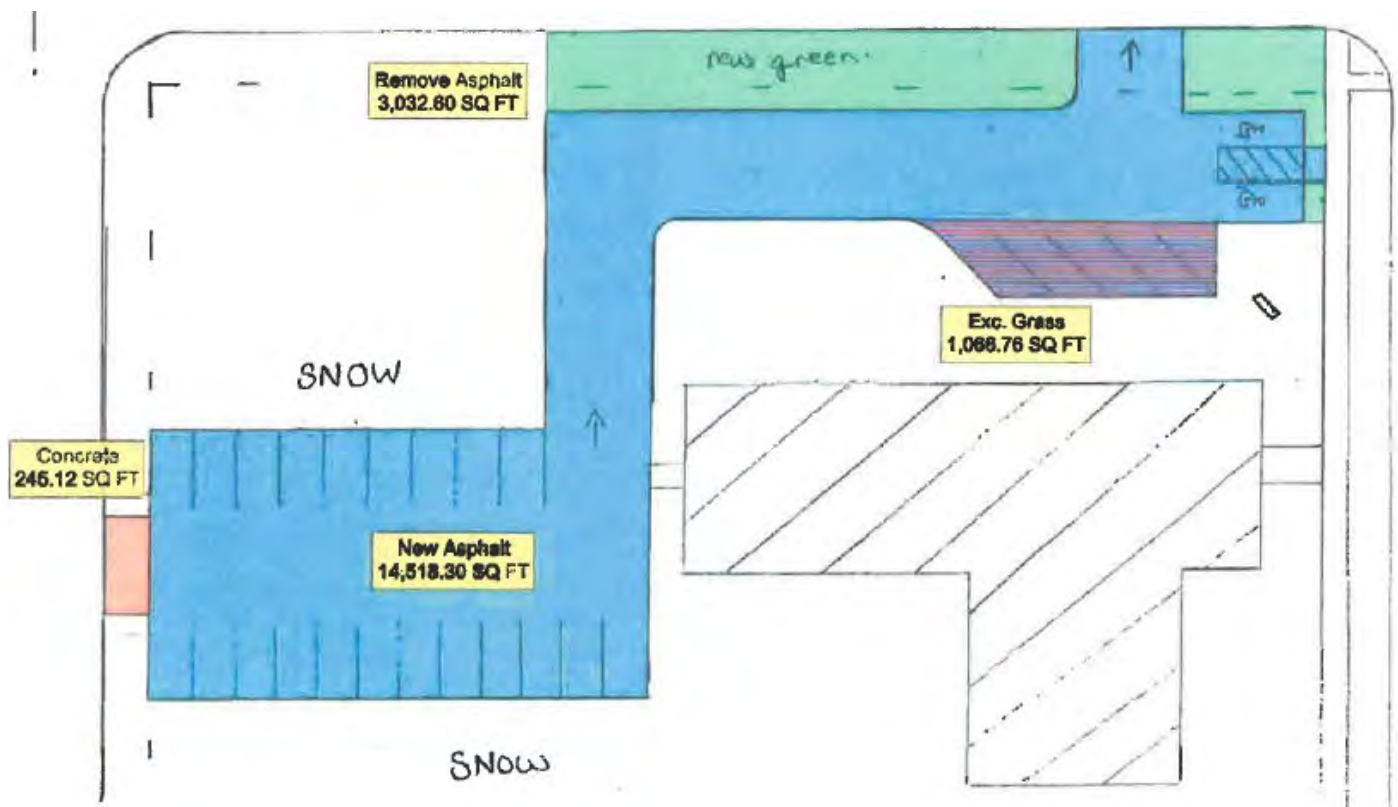 new green.
Remove Asphalt
3,032.60 SQ FT
Exc. Grass
1,066.76 SQ FT
SNOW
Concrete
245.12 SQ FT
New Asphalt
14,518.30 SQ FT
SNOW